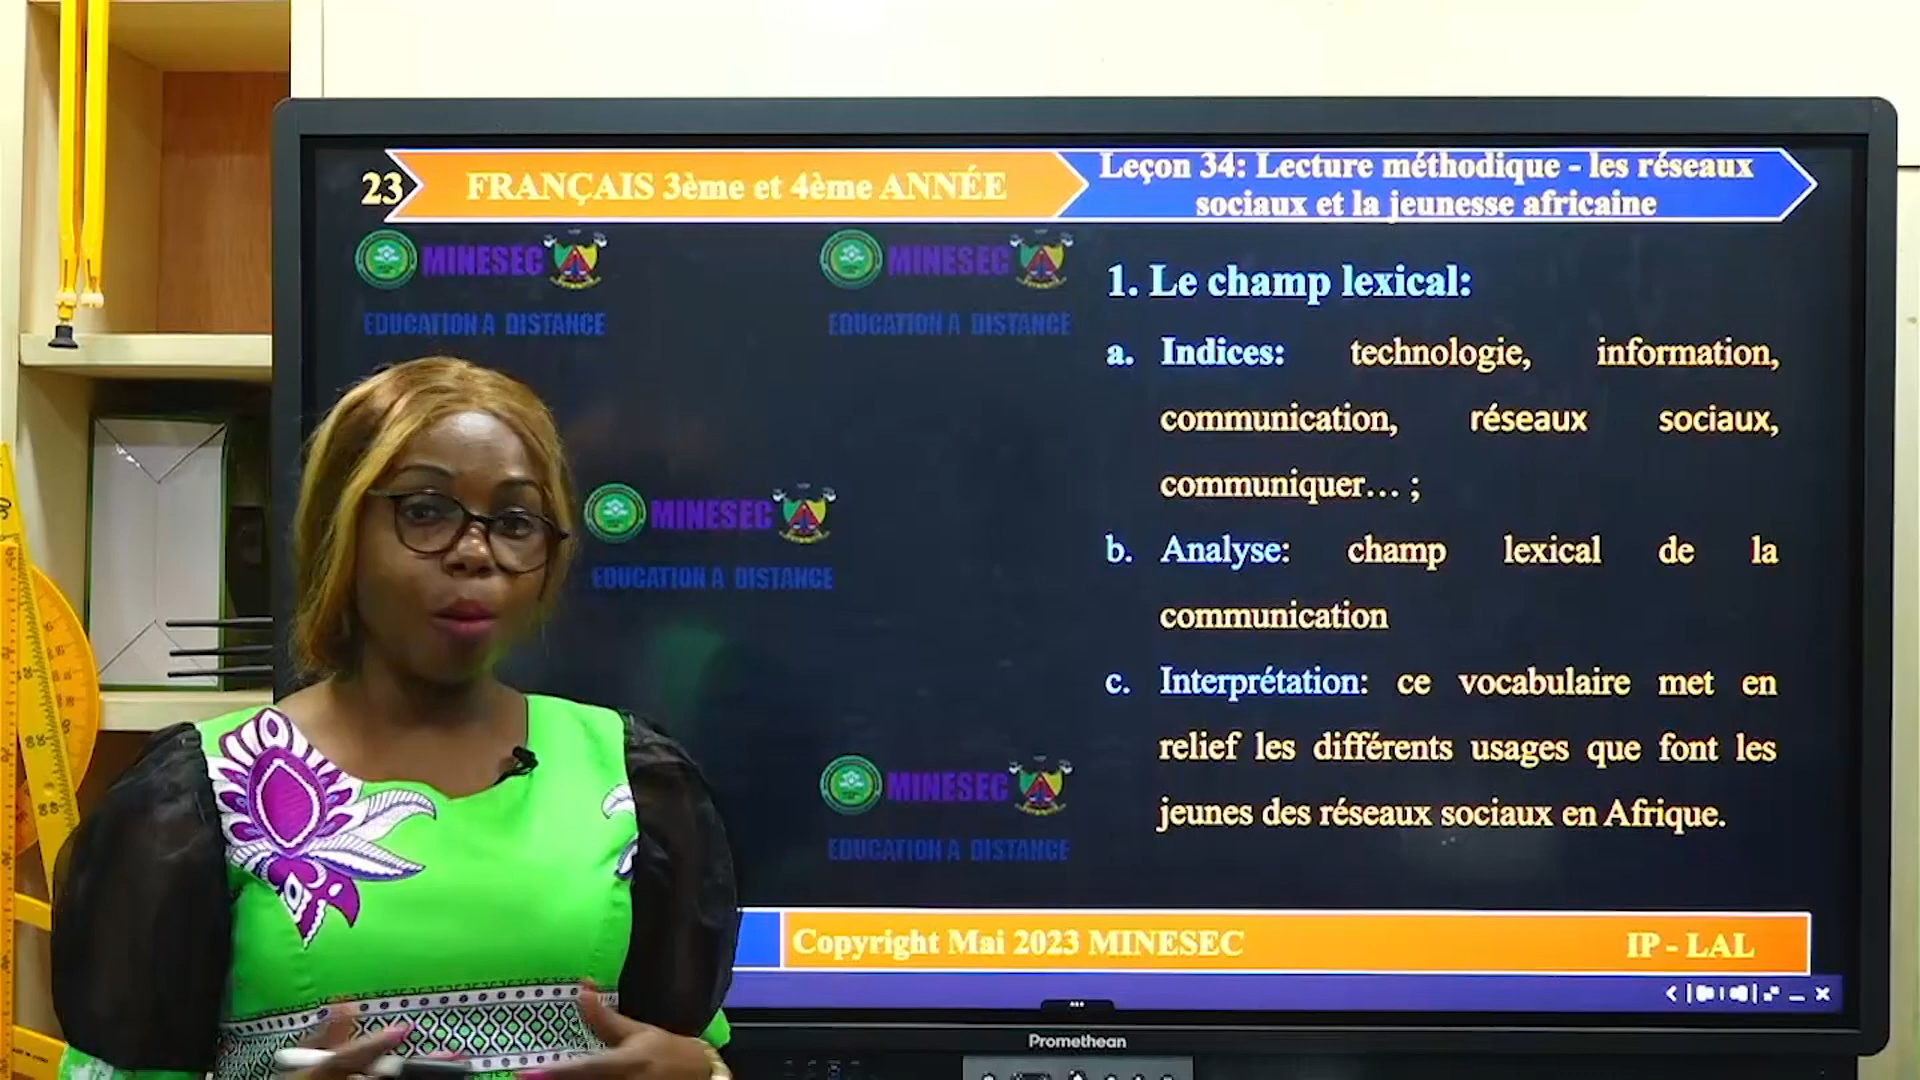 23
FRANÇAIS 3ème et 4ème ANNÉE
Leçon 34: Lecture méthodique - les réseaux
sociaux et la jeunesse africaine
MINESEC
EDUCATION A DISTANCE
MINESEC
EDUCATION A DISTANCE
1. Le champ lexical:
a. Indices: technologie, information,
communication, réseaux sociaux,
communiquer... ;
MINESEC
EDUCATION A DISTANCE
b. Analyse: champ lexical de la
communication
c. Interprétation: ce vocabulaire met en
relief les différents usages que font les
jeunes des réseaux sociaux en Afrique.
MINESEC
EDUCATION A DISTANCE
Copyright Mai 2023 MINESEC
IP - LAL
Promethean